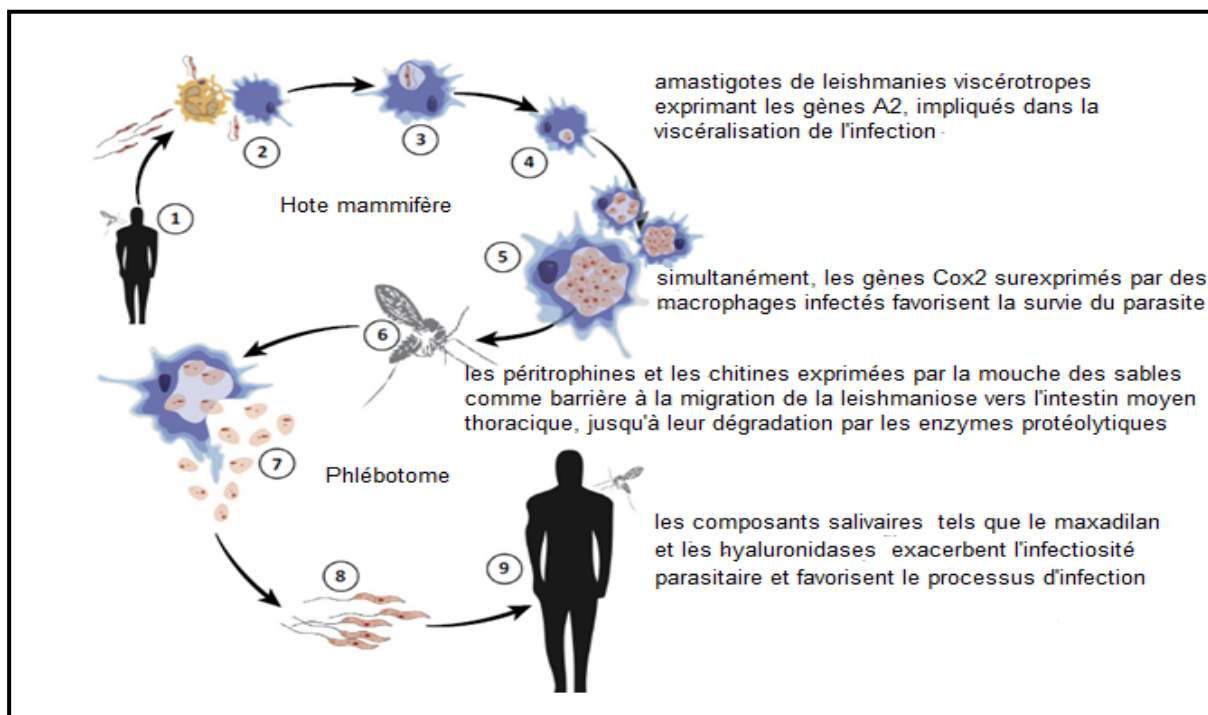 amastigotes de leishmanies viscérotropes
exprimant les gènes A2, impliqués dans la
viscéralisation de l'infection
2
3
4
Hote mammifère
1
5
simultanément, les gènes Cox2 surexprimés par des
macrophages infectés favorisent la survie du parasite
6
les péritrophines et les chitines exprimées par la mouche des sables
comme barrière à la migration de la leishmaniose vers l'intestin moyen
thoracique, jusqu'à leur dégradation par les enzymes protéolytiques
7
Phlébotome
les composants salivaires tels que le maxadilan
et les hyaluronidases exacerbent l'infectiosité
parasitaire et favorisent le processus d'infection
8
9